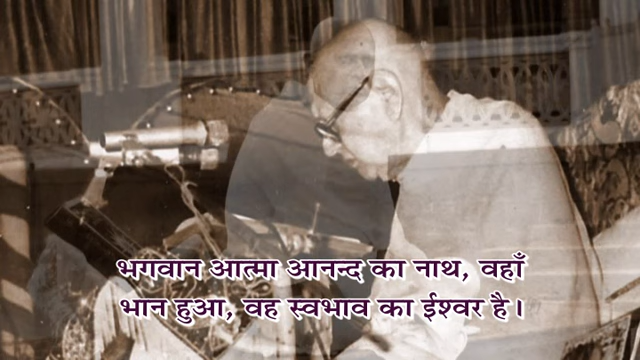 भगवान आत्मा आनन्द का नाथ, वहाँ
भान हुआ, वह स्वभाव का ईश्वर है।